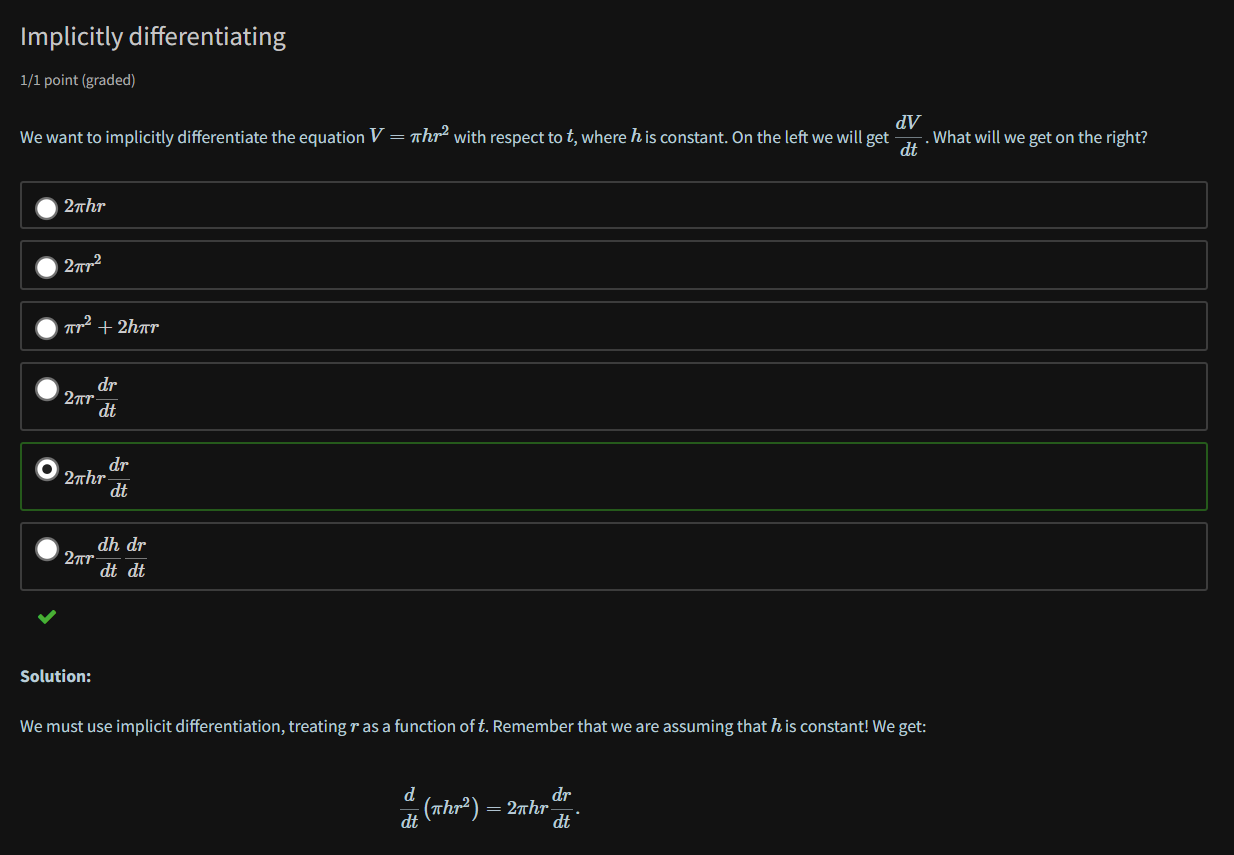 Implicitly differentiating
1/1 point (graded)
We want to implicitly differentiate the equation V = πhr² with respect to t, where h is constant. On the left we will get dV/dt. What will we get on the right?
2πhr
2πr²
πr² + 2hπr
2πr dr/dt
2πhr dr/dt
2πr dh/dt dr/dt
Solution:
We must use implicit differentiation, treating r as a function of t. Remember that we are assuming that h is constant! We get:
d/dt (πhr²) = 2πhr dr/dt.